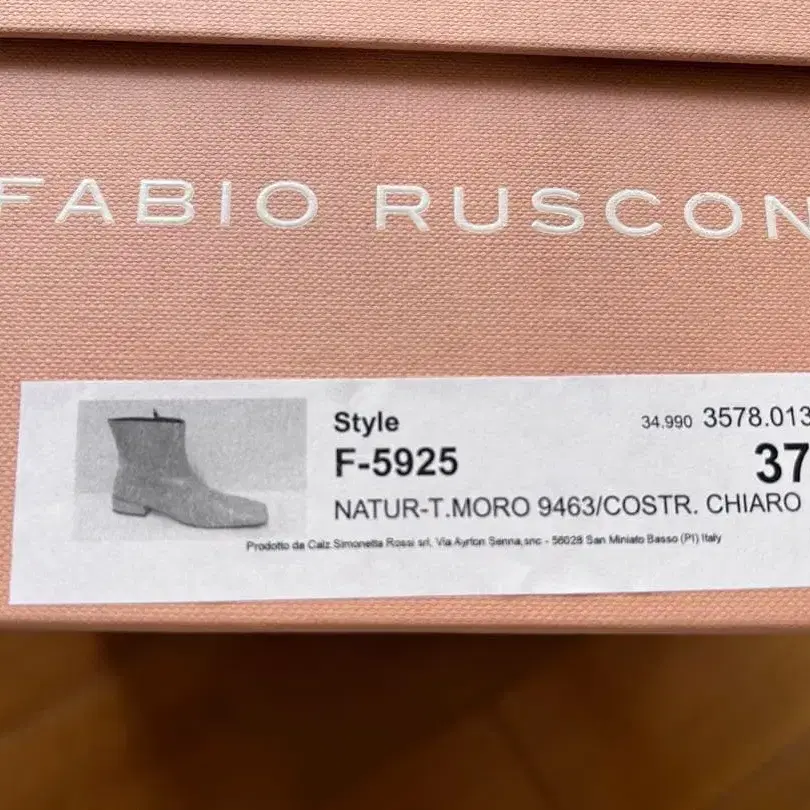 FABIO RUSCON
Style
34.990 3578.013
F-5925
37
NATUR-T.MORO 9463/COSTR. CHIARO
Prodotto da Calz.Simonetta Rossi srl, Via Ayrton Senna,snc - 56028 San Miniato Basso (PI) Italy